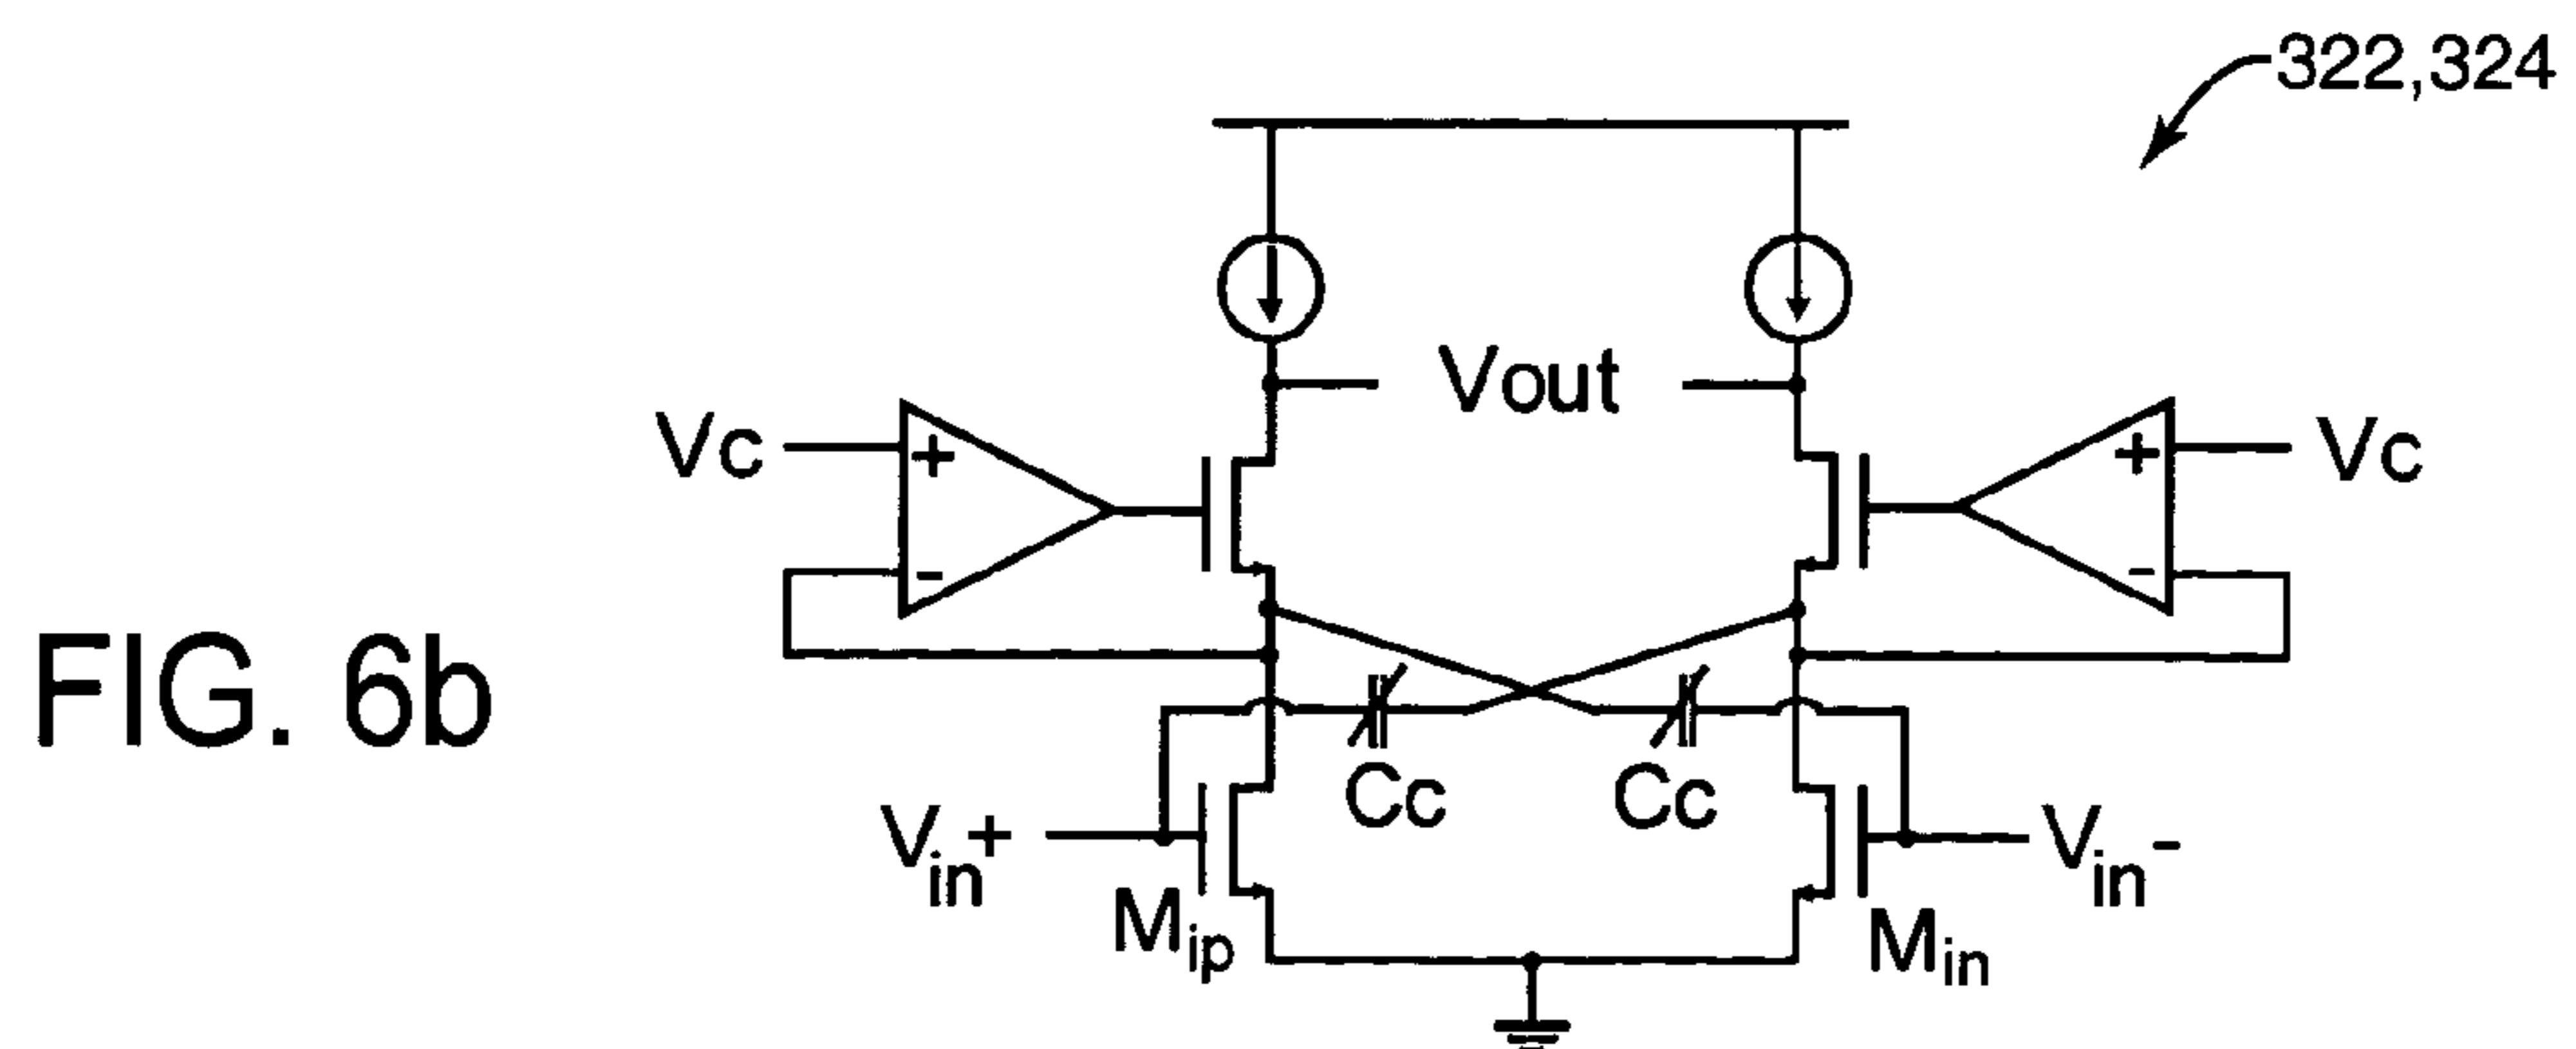 322,324
Vout
Vc
+
-
Vc
+
-
FIG. 6b
Cc
Cc
Vin+
Vin-
Mip
Min